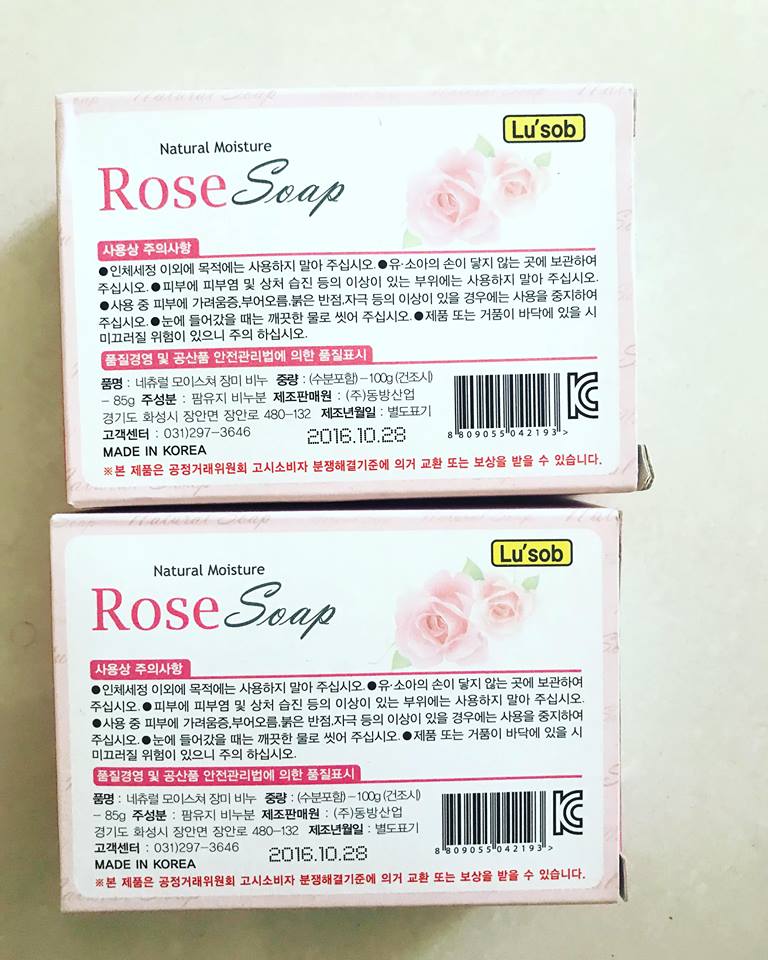 Natural Soap
Lu'sob
Natural Moisture
Rose Soap
사용상 주의사항
●인체세정 이외에 목적에는 사용하지 말아 주십시오.●유·소아의 손이 닿지 않는 곳에 보관하여
주십시오.●피부에 피부염 및 상처 습진 등의 이상이 있는 부위에는 사용하지 말아 주십시오.
●사용 중 피부에 가려움증,부어오름,붉은 반점,자극 등의 이상이 있을 경우에는 사용을 중지하여
주십시오.●눈에 들어갔을 때는 깨끗한 물로 씻어 주십시오.●제품 또는 거품이 바닥에 있을 시
미끄러질 위험이 있으니 주의 하십시오.
품질경영 및 공산품 안전관리법에 의한 품질표시
품명 : 네츄럴 모이스쳐 장미 비누 중량 : (수분포함)-100g(건조시)
- 85g 주성분 : 팜유지 비누분 제조판매원 : (주)동방산업
경기도 화성시 장안면 장안로 480-132 제조년월일 : 별도표기
고객센터 : 031)297-3646 2016.10.28
MADE IN KOREA
8 809055 042193 >
※본 제품은 공정거래위원회 고시소비자 분쟁해결기준에 의거 교환 또는 보상을 받을 수 있습니다.
Natural Soap
Lu'sob
Natural Moisture
Rose Soap
사용상 주의사항
●인체세정 이외에 목적에는 사용하지 말아 주십시오.●유·소아의 손이 닿지 않는 곳에 보관하여
주십시오.●피부에 피부염 및 상처 습진 등의 이상이 있는 부위에는 사용하지 말아 주십시오.
●사용 중 피부에 가려움증,부어오름,붉은 반점,자극 등의 이상이 있을 경우에는 사용을 중지하여
주십시오.●눈에 들어갔을 때는 깨끗한 물로 씻어 주십시오.●제품 또는 거품이 바닥에 있을 시
미끄러질 위험이 있으니 주의 하십시오.
품질경영 및 공산품 안전관리법에 의한 품질표시
품명 : 네츄럴 모이스쳐 장미 비누 중량 : (수분포함)-100g(건조시)
- 85g 주성분 : 팜유지 비누분 제조판매원 : (주)동방산업
경기도 화성시 장안면 장안로 480-132 제조년월일 : 별도표기
고객센터 : 031)297-3646 2016.10.28
MADE IN KOREA
8 809055 042193 >
※본 제품은 공정거래위원회 고시소비자 분쟁해결기준에 의거 교환 또는 보상을 받을 수 있습니다.